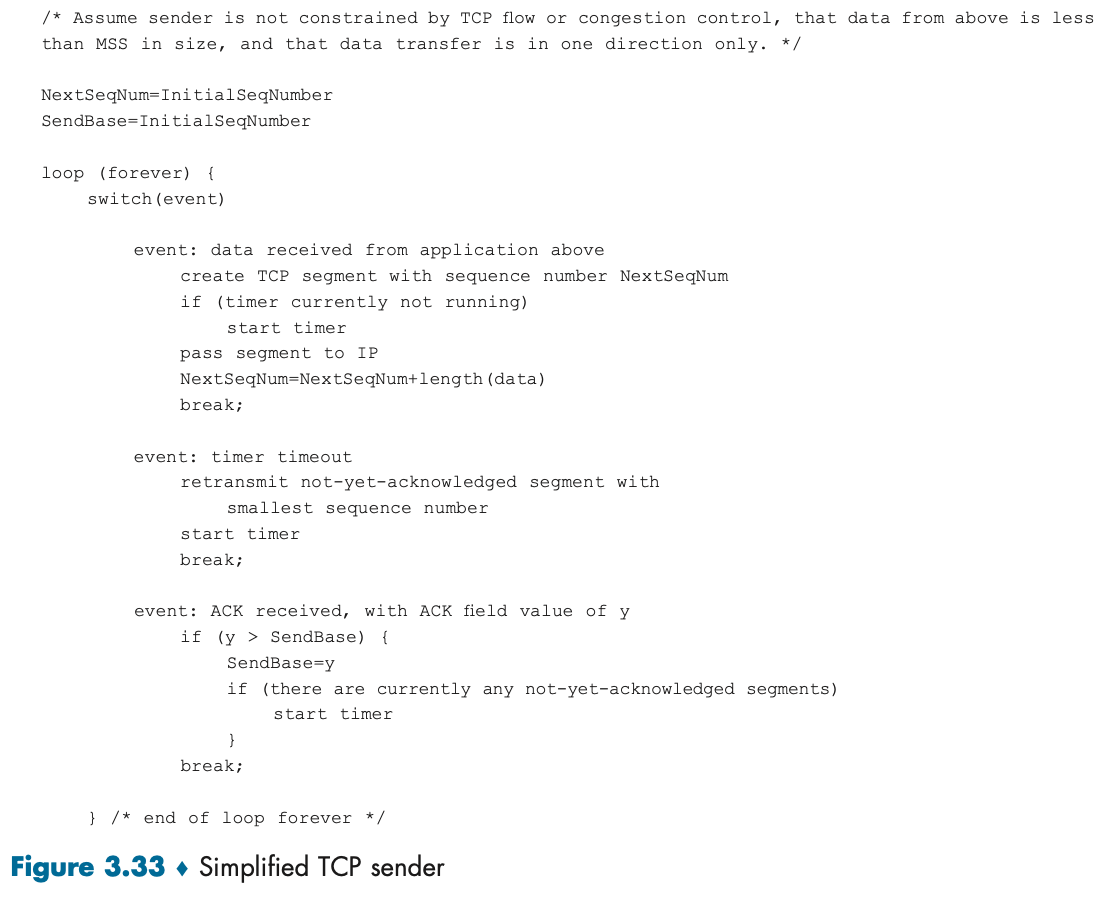 /* Assume sender is not constrained by TCP flow or congestion control, that data from above is less
than MSS in size, and that data transfer is in one direction only. */
NextSeqNum=InitialSeqNumber
SendBase=InitialSeqNumber
loop (forever) {
switch(event)
event: data received from application above
create TCP segment with sequence number NextSeqNum
if (timer currently not running)
start timer
pass segment to IP
NextSeqNum=NextSeqNum+length(data)
break;
event: timer timeout
retransmit not-yet-acknowledged segment with
smallest sequence number
start timer
break;
event: ACK received, with ACK field value of y
if (y > SendBase) {
SendBase=y
if (there are currently any not-yet-acknowledged segments)
start timer
}
break;
} /* end of loop forever */
Figure 3.33 ♦ Simplified TCP sender